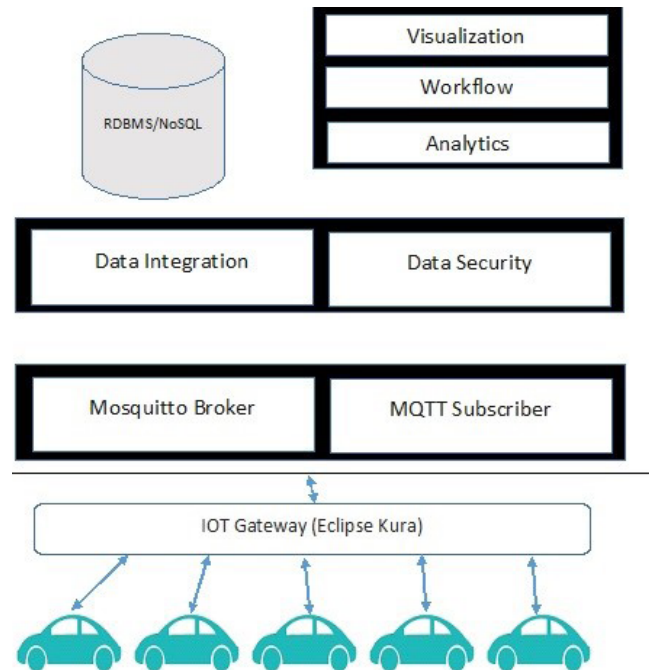 Visualization
Workflow
RDBMS/NoSQL
Analytics
Data Integration
Data Security
Mosquitto Broker
MQTT Subscriber
IOT Gateway (Eclipse Kura)